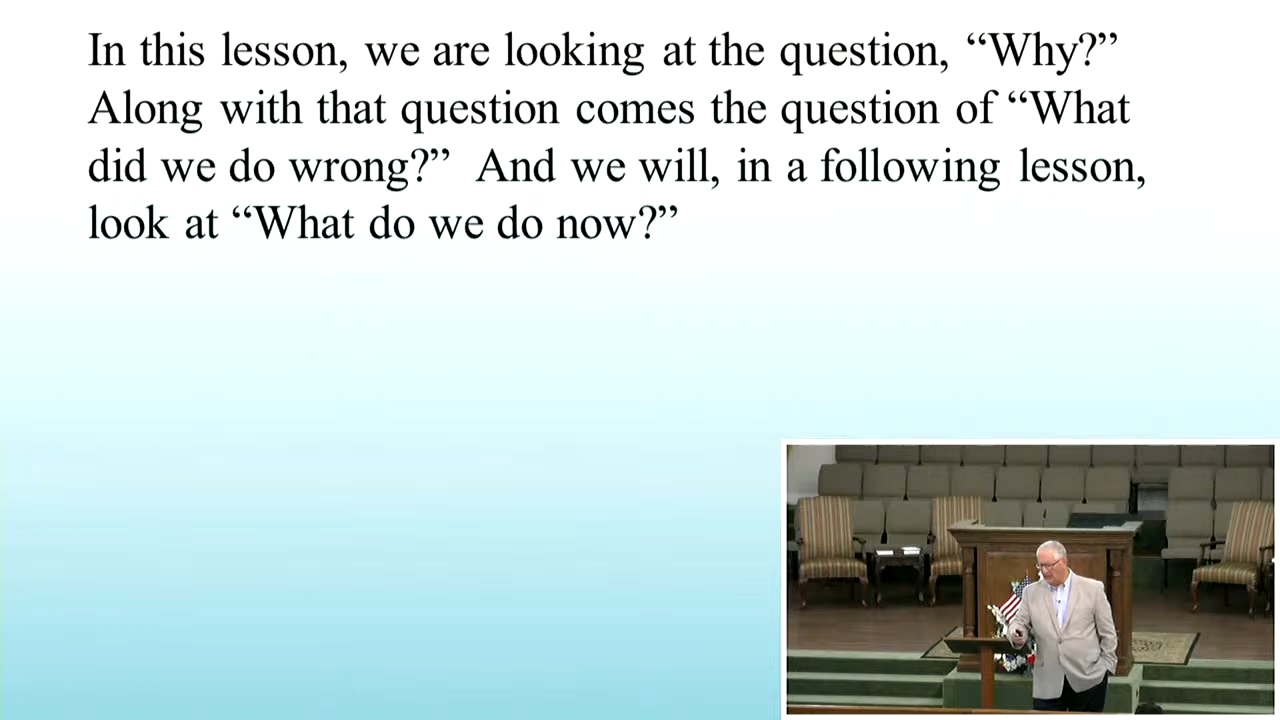 In this lesson, we are looking at the question, “Why?”
Along with that question comes the question of “What
did we do wrong?”  And we will, in a following lesson,
look at “What do we do now?”